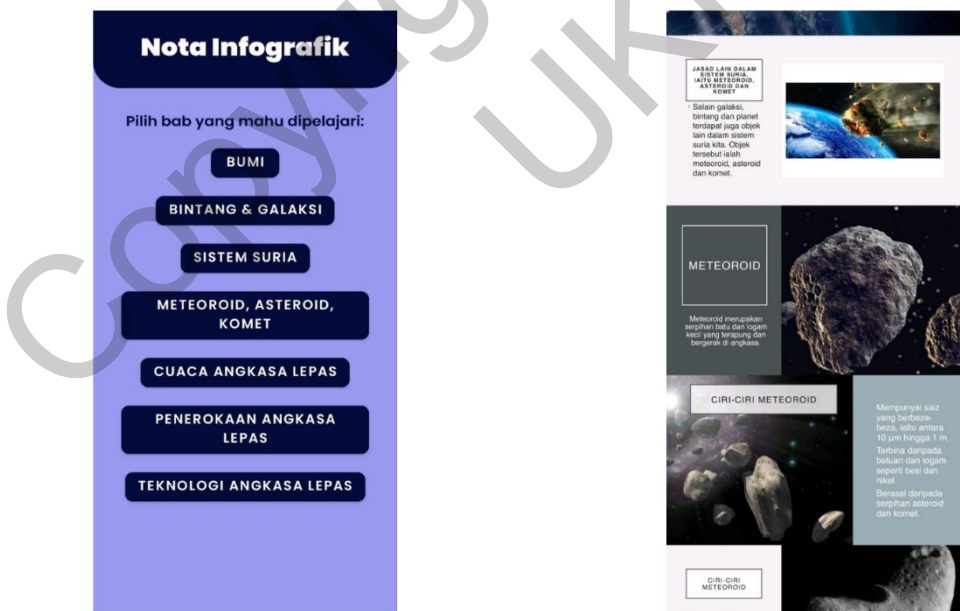 Nota Infografik
Pilih bab yang mahu dipelajari:
BUMI
BINTANG & GALAKSI
SISTEM SURIA
METEOROID, ASTEROID,
KOMET
CUACA ANGKASA LEPAS
PENEROKAAN ANGKASA
LEPAS
TEKNOLOGI ANGKASA LEPAS
JASAD LAIN DALAM
SISTEM SURIA,
IAITU METEOROID,
ASTEROID DAN
KOMET
• Selain galaksi,
bintang dan planet
terdapat juga objek
lain dalam sistem
suria kita. Objek
tersebut ialah
meteoroid, asteroid
dan komet.
METEOROID
Meteoroid merupakan
serpihan batu dan logam
kecil yang terapung dan
bergerak di angkasa.
CIRI-CIRI METEOROID
Mempunyai saiz
yang berbeza-
beza, iaitu antara
10 µm hingga 1 m.
Terbina daripada
batuan dan logam
seperti besi dan
nikel.
Berasal daripada
serpihan asteroid
dan komet.
CIRI-CIRI
METEOROID
Copyrig
UK